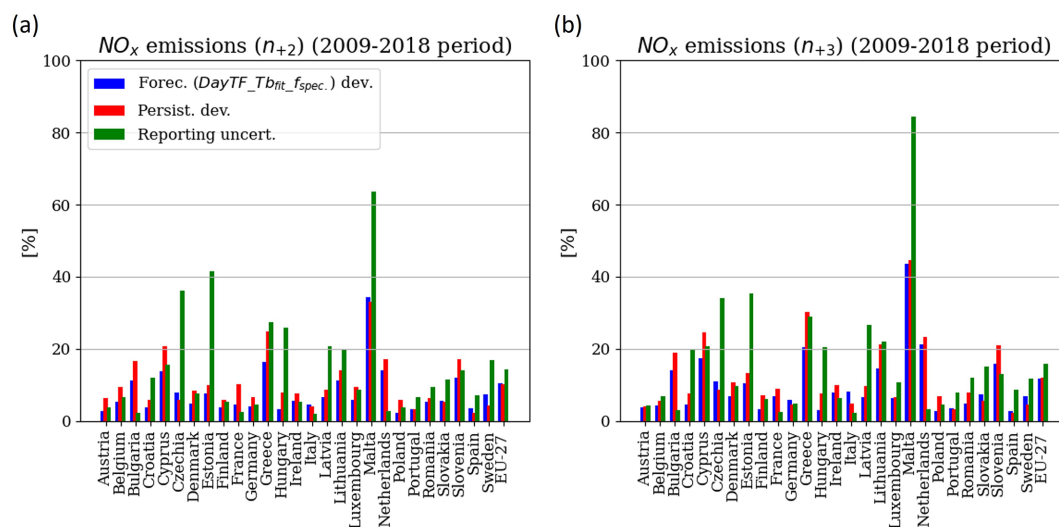 (a)
NOx emissions (n+2) (2009-2018 period)
100
80
60
40
20
0
[%]
Forec. (DayTF_Tbfit_fspec.) dev.
Persist. dev.
Reporting uncert.
Austria
Belgium
Bulgaria
Croatia
Cyprus
Czechia
Denmark
Estonia
Finland
France
Germany
Greece
Hungary
Ireland
Italy
Latvia
Lithuania
Luxembourg
Malta
Netherlands
Poland
Portugal
Romania
Slovakia
Slovenia
Spain
Sweden
EU-27
(b)
NOx emissions (n+3) (2009-2018 period)
100
80
60
40
20
0
[%]
Austria
Belgium
Bulgaria
Croatia
Cyprus
Czechia
Denmark
Estonia
Finland
France
Germany
Greece
Hungary
Ireland
Italy
Latvia
Lithuania
Luxembourg
Malta
Netherlands
Poland
Portugal
Romania
Slovakia
Slovenia
Spain
Sweden
EU-27